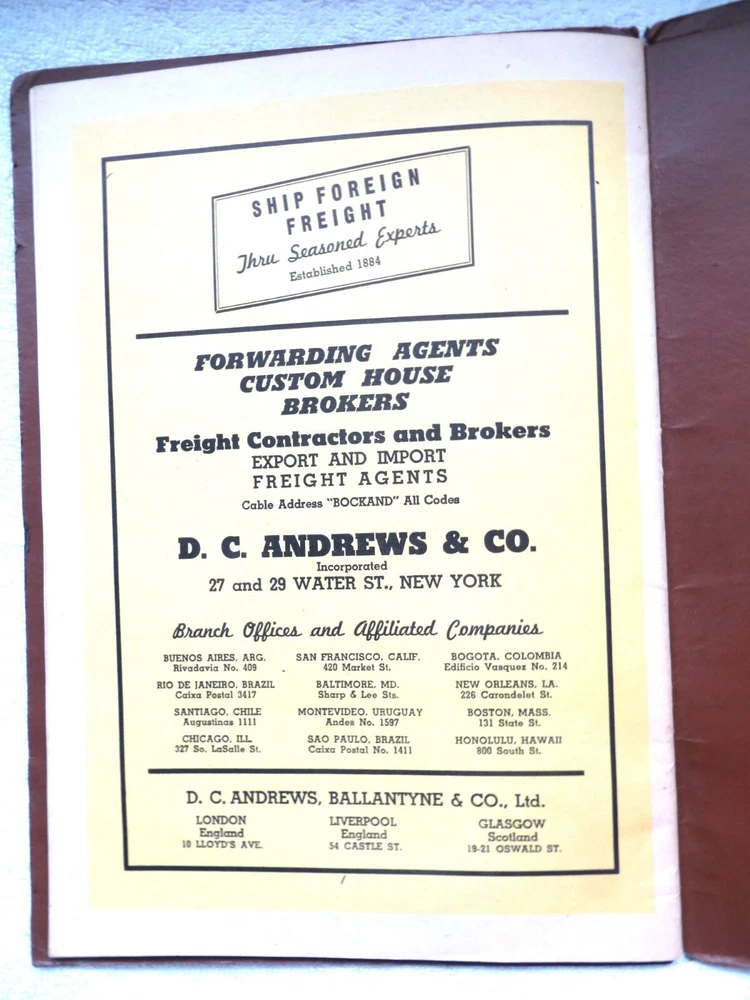 SHIP FOREIGN
FREIGHT
Thru Seasoned Experts
Established 1884
FORWARDING AGENTS
CUSTOM HOUSE
BROKERS
Freight Contractors and Brokers
EXPORT AND IMPORT
FREIGHT AGENTS
Cable Address "BOCKAND" All Codes
D. C. ANDREWS & CO.
Incorporated
27 and 29 WATER ST., NEW YORK
Branch Offices and Affiliated Companies
BUENOS AIRES, ARG.
Rivadavia No. 409
SAN FRANCISCO, CALIF.
420 Market St.
BOGOTA, COLOMBIA
Edificio Vasquez No. 214
RIO DE JANEIRO, BRAZIL
Caixa Postal 3417
BALTIMORE, MD.
Sharp & Lee Sts.
NEW ORLEANS, LA.
226 Carondelet St.
SANTIAGO, CHILE
Augustinas 1111
MONTEVIDEO, URUGUAY
Andes No. 1597
BOSTON, MASS.
131 State St.
CHICAGO, ILL.
327 So. LaSalle St.
SAO PAULO, BRAZIL
Caixa Postal No. 1411
HONOLULU, HAWAII
800 South St.
D. C. ANDREWS, BALLANTYNE & CO., Ltd.
LONDON
England
10 LLOYD'S AVE.
LIVERPOOL
England
54 CASTLE ST.
GLASGOW
Scotland
19-21 OSWALD ST.